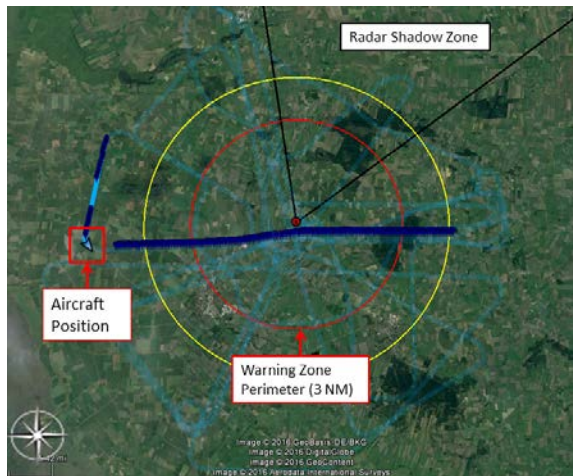 Radar Shadow Zone
Aircraft
Position
Warning Zone
Perimeter (3 NM)
Image © 2016 GeoBasis-DE/BKG
Image © 2016 DigitalGlobe
Image © 2016 GeoContent
Image © 2016 Aerodata International Surveys